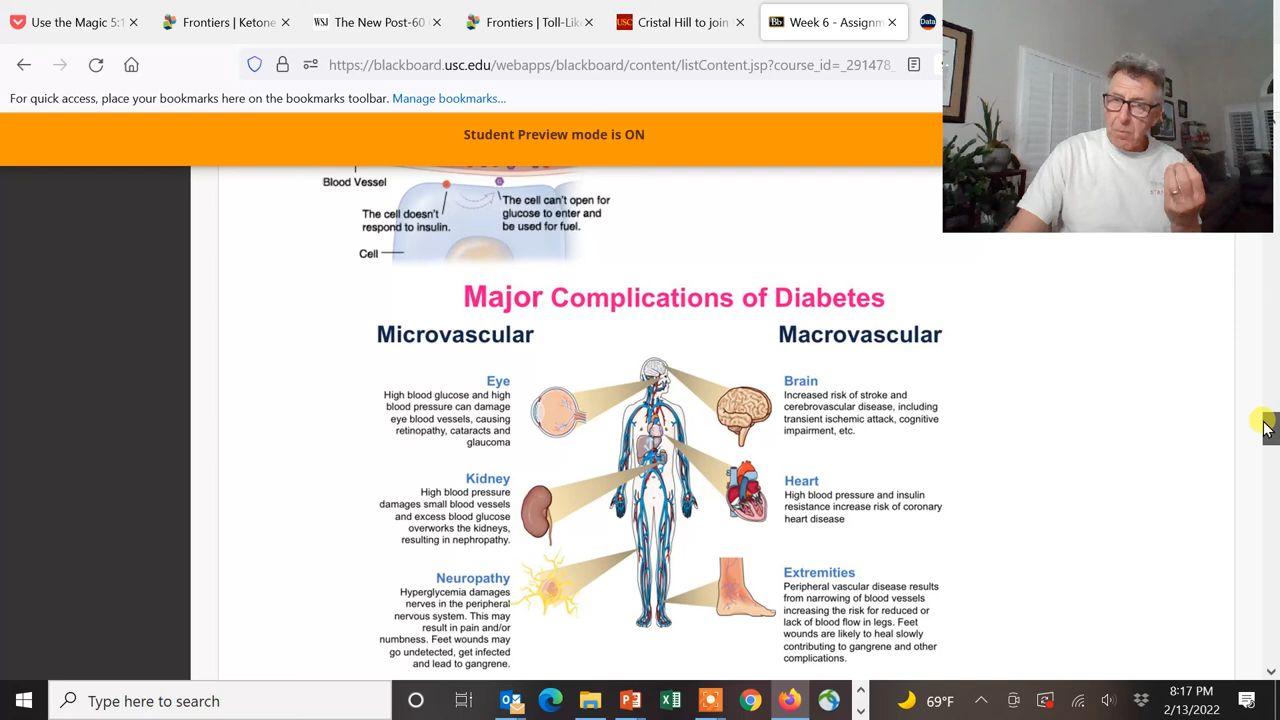 Use the Magic 5:1
Frontiers | Ketone
WSJ
The New Post-60
Frontiers | Toll-Lik
USC
Cristal Hill to join
Bb
Week 6 - Assignm
Data
https://blackboard.usc.edu/webapps/blackboard/content/listContent.jsp?course_id=_291478_
For quick access, place your bookmarks here on the bookmarks toolbar. Manage bookmarks...
Student Preview mode is ON
Blood Vessel
The cell doesn't
respond to insulin.
The cell can't open for
glucose to enter and
be used for fuel.
Cell
Major Complications of Diabetes
Microvascular
Eye
High blood glucose and high
blood pressure can damage
eye blood vessels, causing
retinopathy, cataracts and
glaucoma
Kidney
High blood pressure
damages small blood vessels
and excess blood glucose
overworks the kidneys,
resulting in nephropathy.
Neuropathy
Hyperglycemia damages
nerves in the peripheral
nervous system. This may
result in pain and/or
numbness. Feet wounds may
go undetected, get infected
and lead to gangrene.
Macrovascular
Brain
Increased risk of stroke and
cerebrovascular disease, including
transient ischemic attack, cognitive
impairment, etc.
Heart
High blood pressure and insulin
resistance increase risk of coronary
heart disease
Extremities
Peripheral vascular disease results
from narrowing of blood vessels
increasing the risk for reduced or
lack of blood flow in legs. Feet
wounds are likely to heal slowly
contributing to gangrene and other
complications.
Type here to search
69°F
8:17 PM
2/13/2022